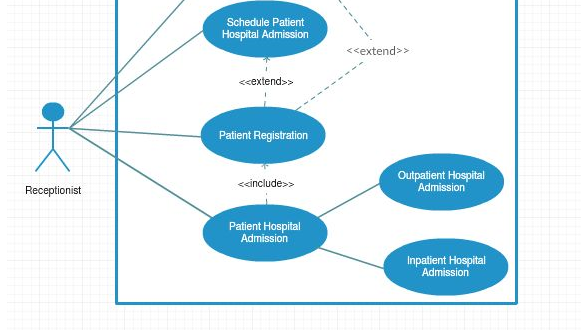 Schedule Patient
Hospital Admission
<<extend>>
<<extend>>
Patient Registration
<<include>>
Outpatient Hospital
Admission
Receptionist
Patient Hospital
Admission
Inpatient Hospital
Admission